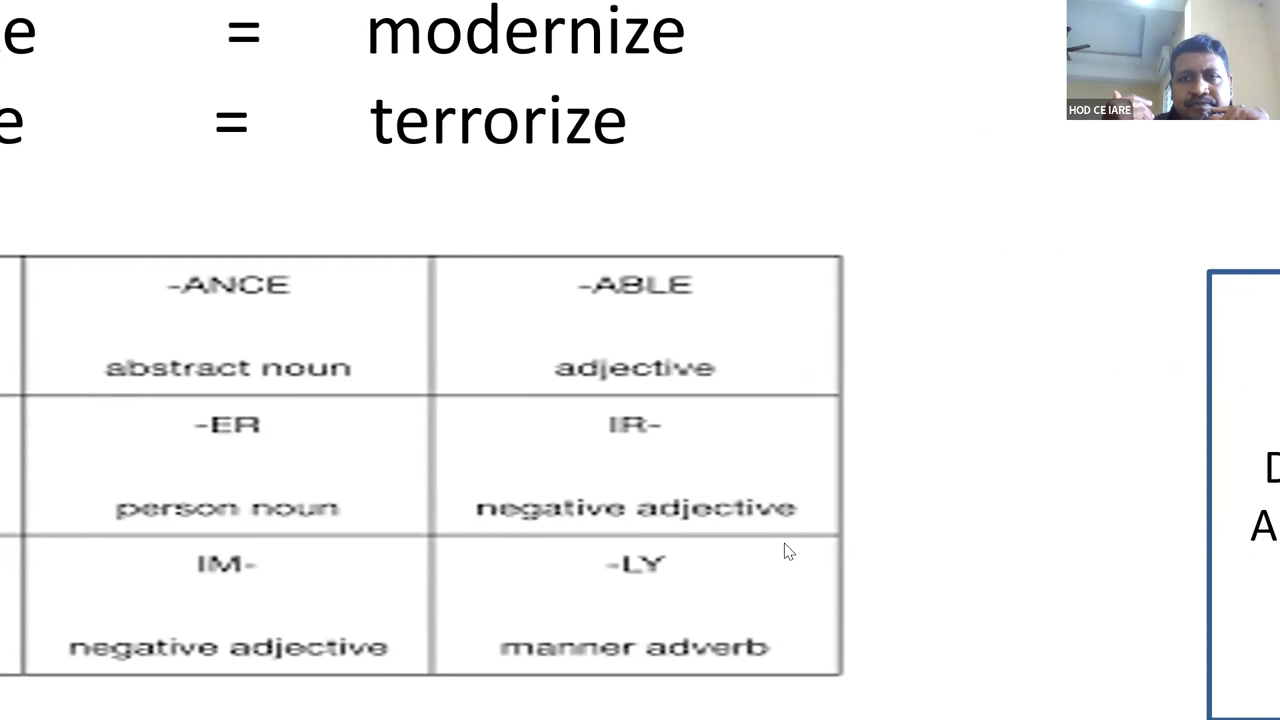 = modernize
= terrorize
HOD CE IARE
-ANCE -ABLE
abstract noun adjective
-ER IR-
person noun negative adjective
IM- -LY
negative adjective manner adverb